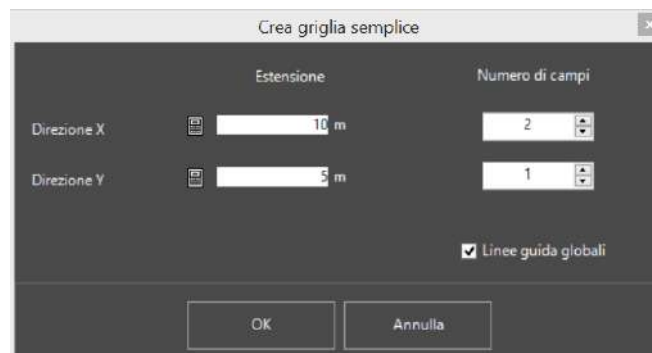 Crea griglia semplice
Estensione Numero di campi
Direzione X 10 m 2
Direzione Y 5 m 1
Linee guida globali
OK Annulla